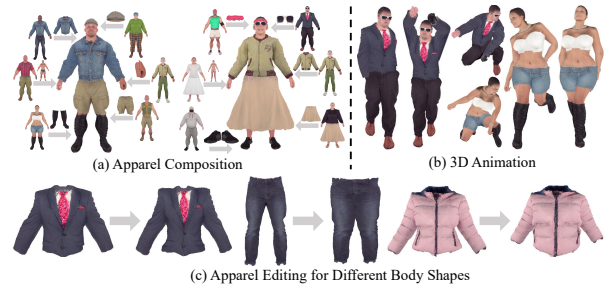 (a) Apparel Composition
(b) 3D Animation
(c) Apparel Editing for Different Body Shapes